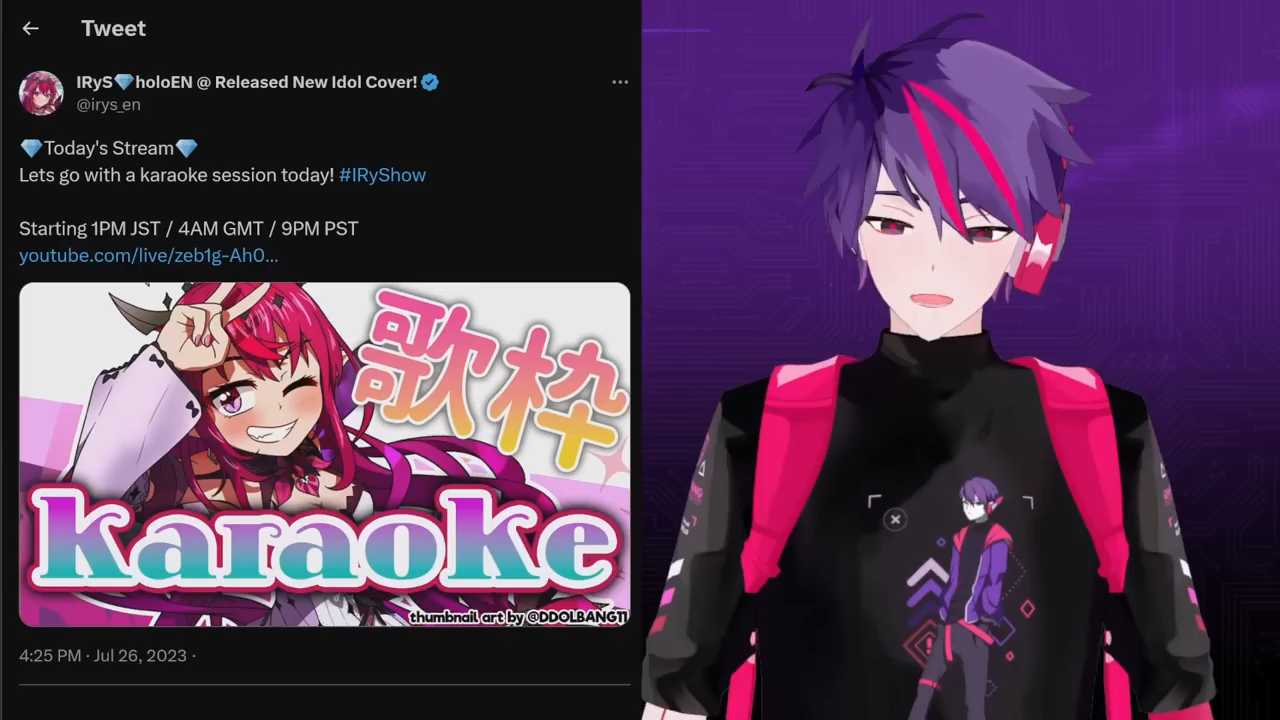 Tweet
IRyS💎holoEN @ Released New Idol Cover!
@irys_en
💎Today's Stream💎
Lets go with a karaoke session today! #IRyShow
Starting 1PM JST / 4AM GMT / 9PM PST
youtube.com/live/zeb1g-Ah0...
歌枠
karaoke
thumbnail art by @DDOLBANG11
4:25 PM · Jul 26, 2023 ·